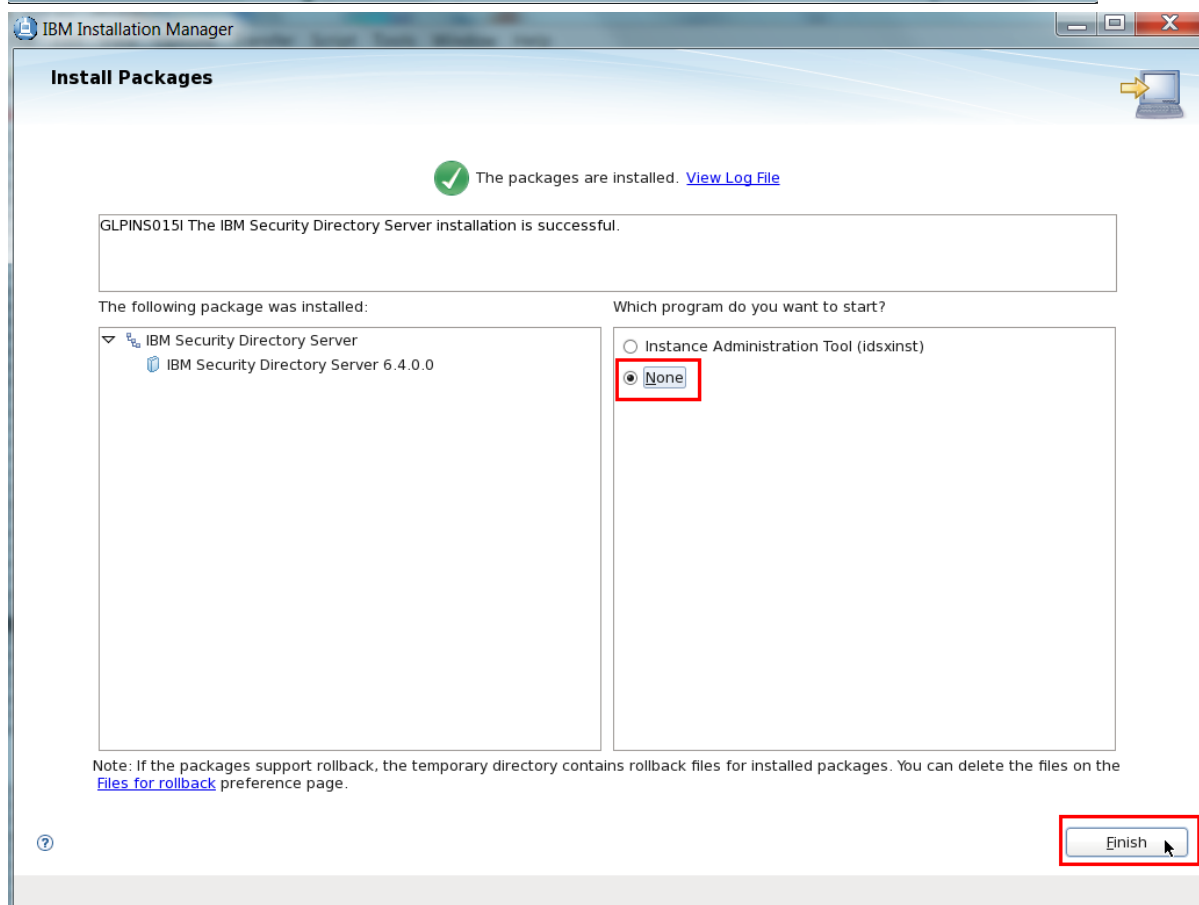 IBM Installation Manager
Install Packages
The packages are installed. View Log File
GLPINS015I The IBM Security Directory Server installation is successful.
The following package was installed:
Which program do you want to start?
IBM Security Directory Server
IBM Security Directory Server 6.4.0.0
Instance Administration Tool (idsxinst)
None
Note: If the packages support rollback, the temporary directory contains rollback files for installed packages. You can delete the files on the
Files for rollback preference page.
Finish